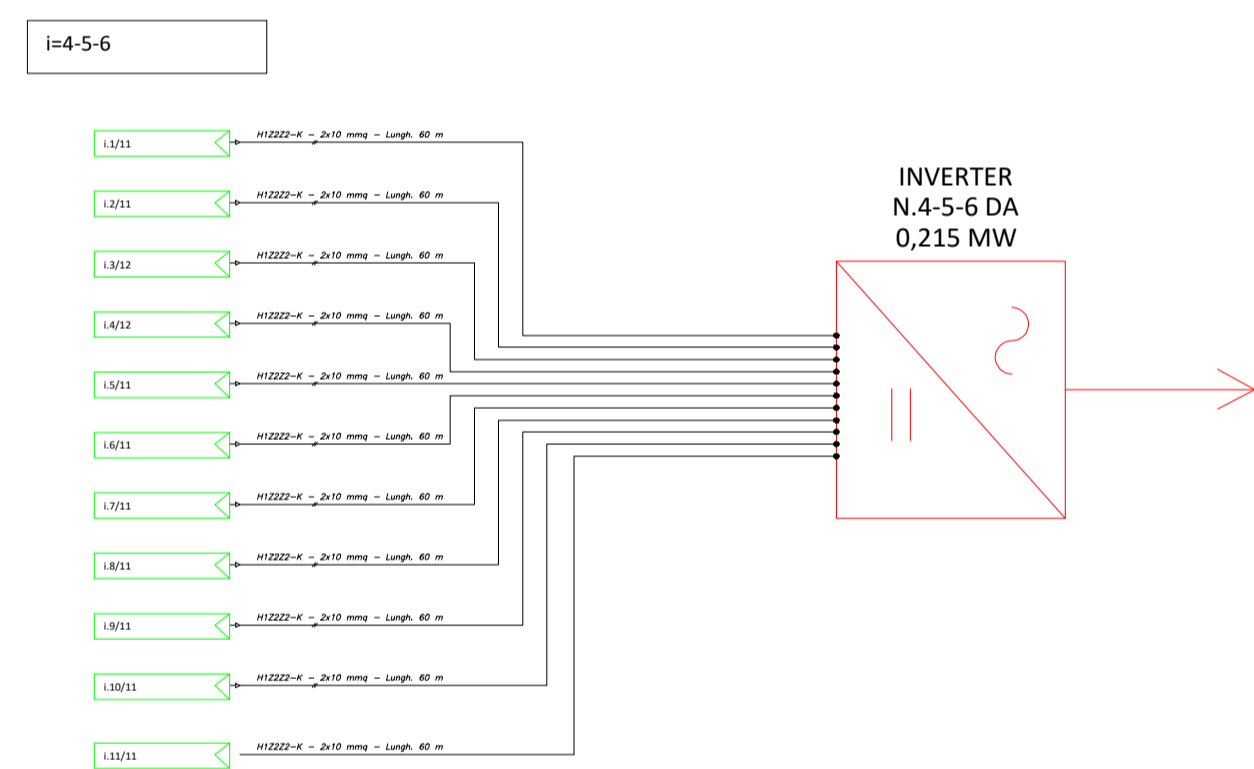 i=4-5-6
i.1/11
H1Z2Z2-K - 2x10 mmq - Lungh. 60 m
i.2/11
H1Z2Z2-K - 2x10 mmq - Lungh. 60 m
i.3/12
H1Z2Z2-K - 2x10 mmq - Lungh. 60 m
i.4/12
H1Z2Z2-K - 2x10 mmq - Lungh. 60 m
i.5/11
H1Z2Z2-K - 2x10 mmq - Lungh. 60 m
i.6/11
H1Z2Z2-K - 2x10 mmq - Lungh. 60 m
i.7/11
H1Z2Z2-K - 2x10 mmq - Lungh. 60 m
i.8/11
H1Z2Z2-K - 2x10 mmq - Lungh. 60 m
i.9/11
H1Z2Z2-K - 2x10 mmq - Lungh. 60 m
i.10/11
H1Z2Z2-K - 2x10 mmq - Lungh. 60 m
i.11/11
H1Z2Z2-K - 2x10 mmq - Lungh. 60 m
INVERTER
N.4-5-6 DA
0,215 MW